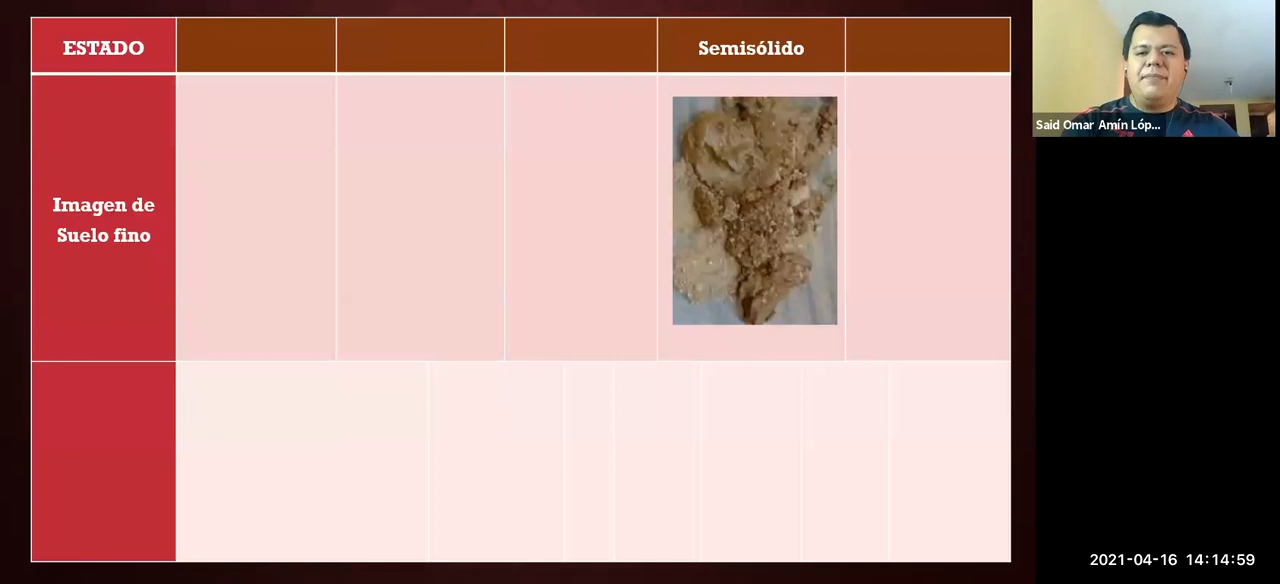 ESTADO
Semisólido
Imagen de
Suelo fino
Said Omar Amín Lóp...
2021-04-16 14:14:59